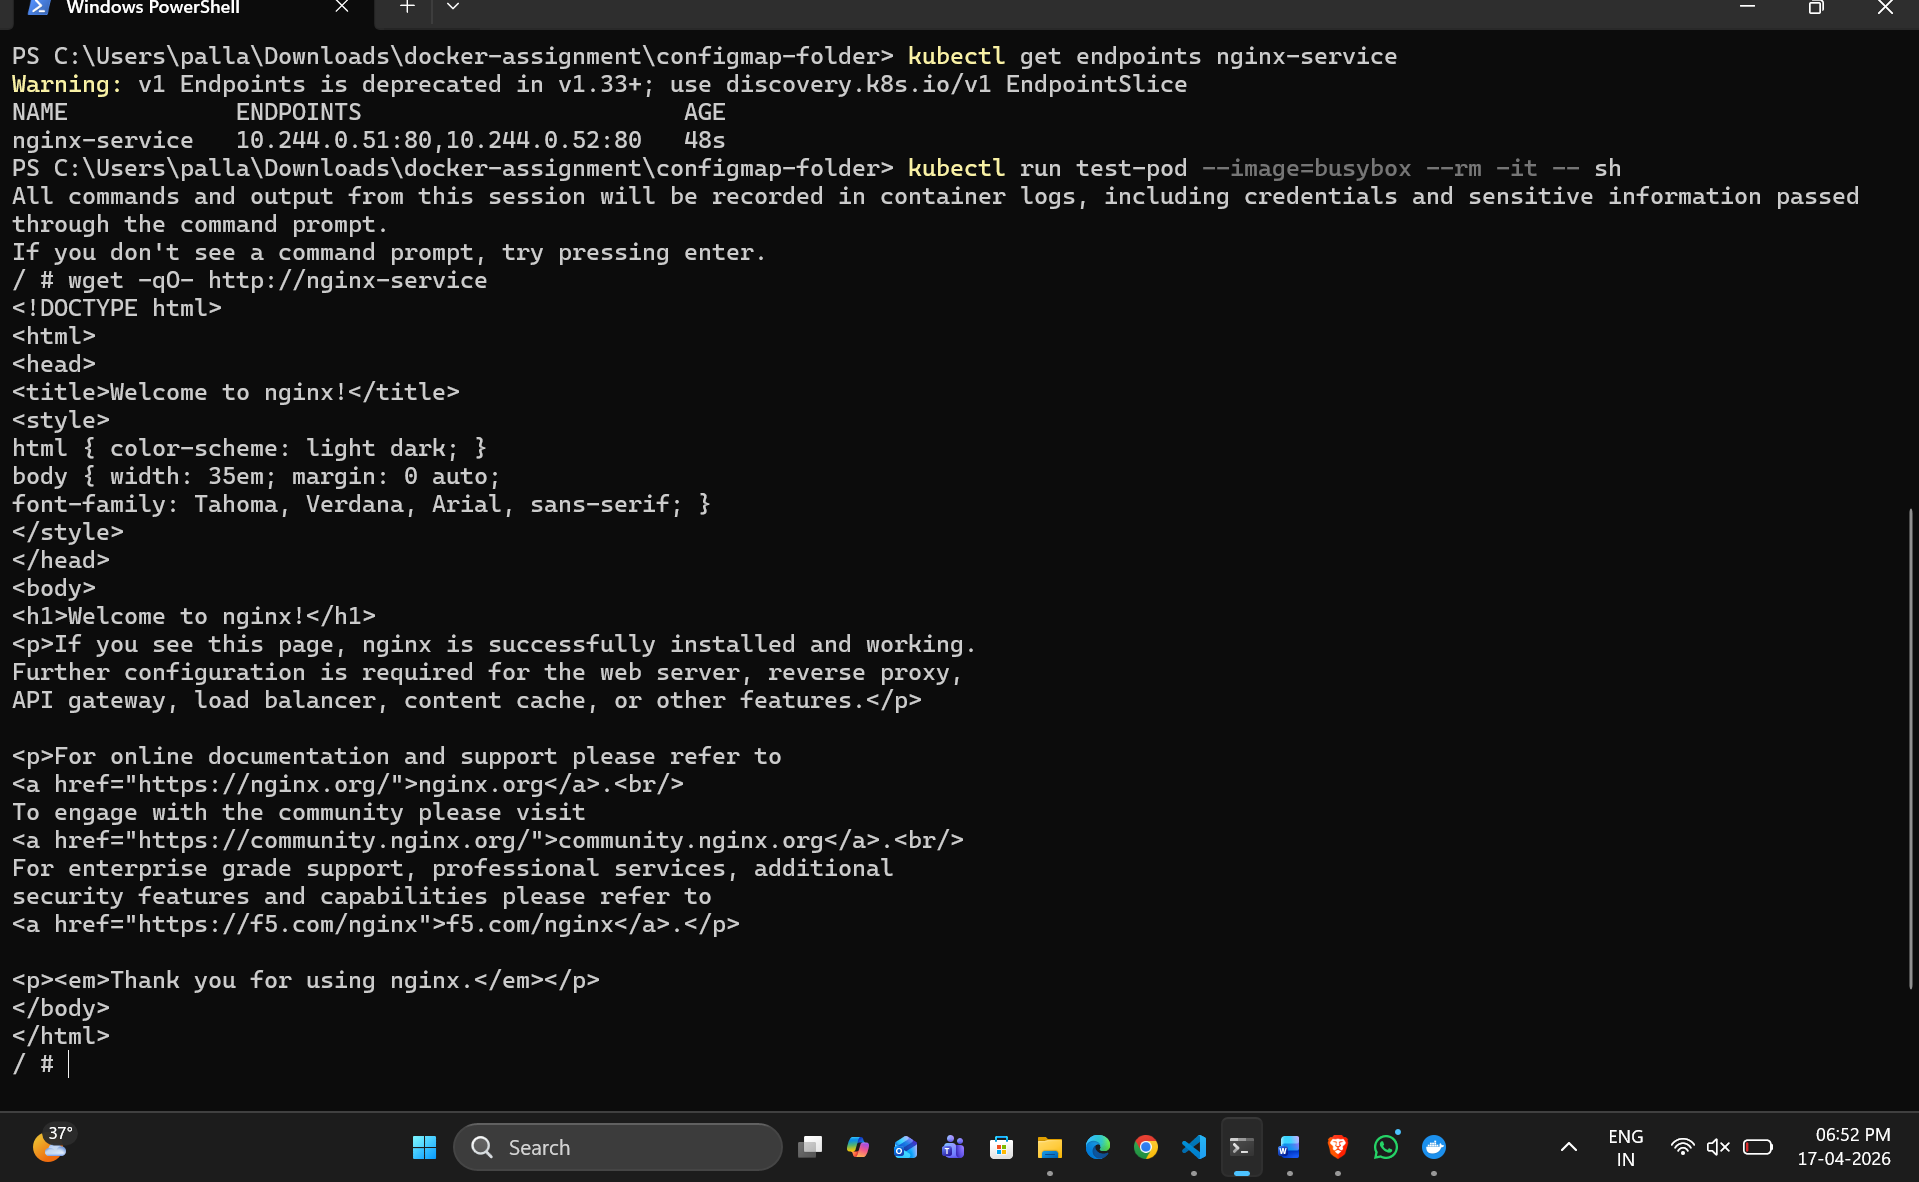 Windows PowerShell
PS C:\Users\palla\Downloads\docker-assignment\configmap-folder> kubectl get endpoints nginx-service
Warning: v1 Endpoints is deprecated in v1.33+; use discovery.k8s.io/v1 EndpointSlice
NAME            ENDPOINTS                       AGE
nginx-service   10.244.0.51:80,10.244.0.52:80   48s
PS C:\Users\palla\Downloads\docker-assignment\configmap-folder> kubectl run test-pod --image=busybox --rm -it -- sh
All commands and output from this session will be recorded in container logs, including credentials and sensitive information passed
through the command prompt.
If you don't see a command prompt, try pressing enter.
/ # wget -qO- http://nginx-service
<!DOCTYPE html>
<html>
<head>
<title>Welcome to nginx!</title>
<style>
html { color-scheme: light dark; }
body { width: 35em; margin: 0 auto;
font-family: Tahoma, Verdana, Arial, sans-serif; }
</style>
</head>
<body>
<h1>Welcome to nginx!</h1>
<p>If you see this page, nginx is successfully installed and working.
Further configuration is required for the web server, reverse proxy,
API gateway, load balancer, content cache, or other features.</p>

<p>For online documentation and support please refer to
<a href="https://nginx.org/">nginx.org</a>.<br/>
To engage with the community please visit
<a href="https://community.nginx.org/">community.nginx.org</a>.<br/>
For enterprise grade support, professional services, additional
security features and capabilities please refer to
<a href="https://f5.com/nginx">f5.com/nginx</a>.</p>

<p><em>Thank you for using nginx.</em></p>
</body>
</html>
/ #
37°
Search
ENG
IN
06:52 PM
17-04-2026